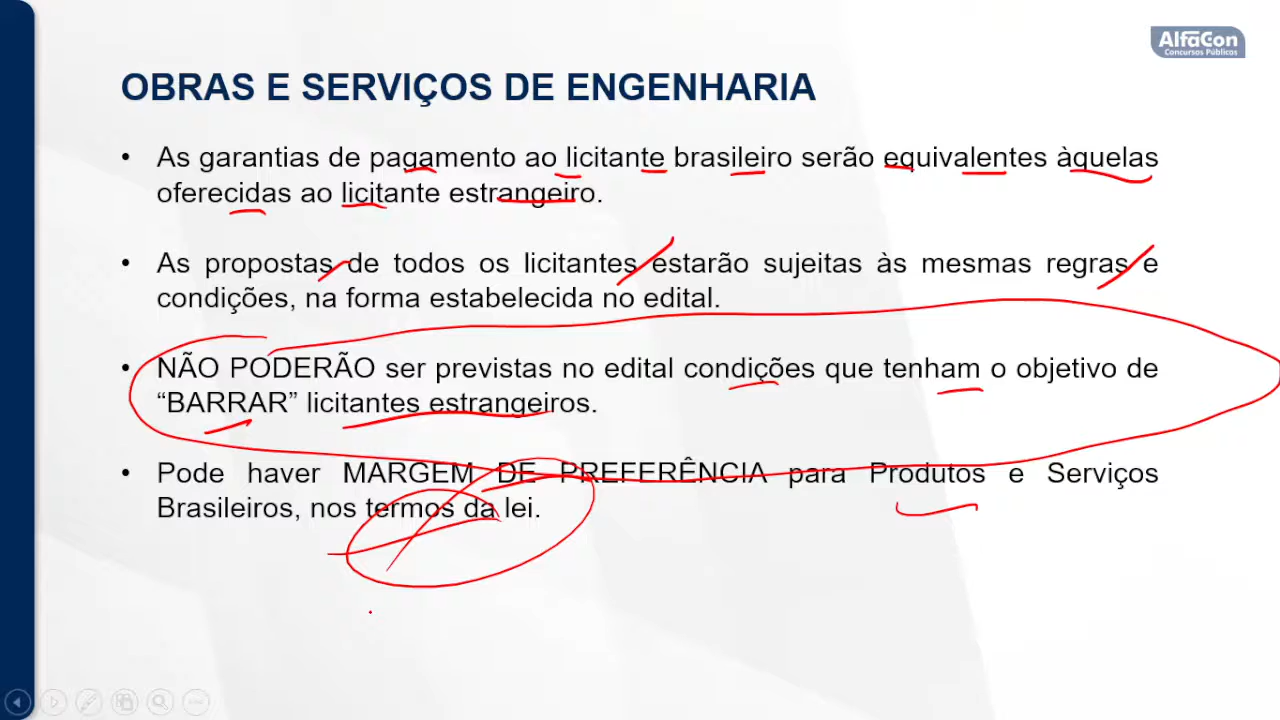 AlfaCon
Concursos Públicos
OBRAS E SERVIÇOS DE ENGENHARIA
• As garantias de pagamento ao licitante brasileiro serão equivalentes àquelas
oferecidas ao licitante estrangeiro.
• As propostas de todos os licitantes estarão sujeitas às mesmas regras e
condições, na forma estabelecida no edital.
• NÃO PODERÃO ser previstas no edital condições que tenham o objetivo de
“BARRAR” licitantes estrangeiros.
• Pode haver MARGEM DE PREFERÊNCIA para Produtos e Serviços
Brasileiros, nos termos da lei.